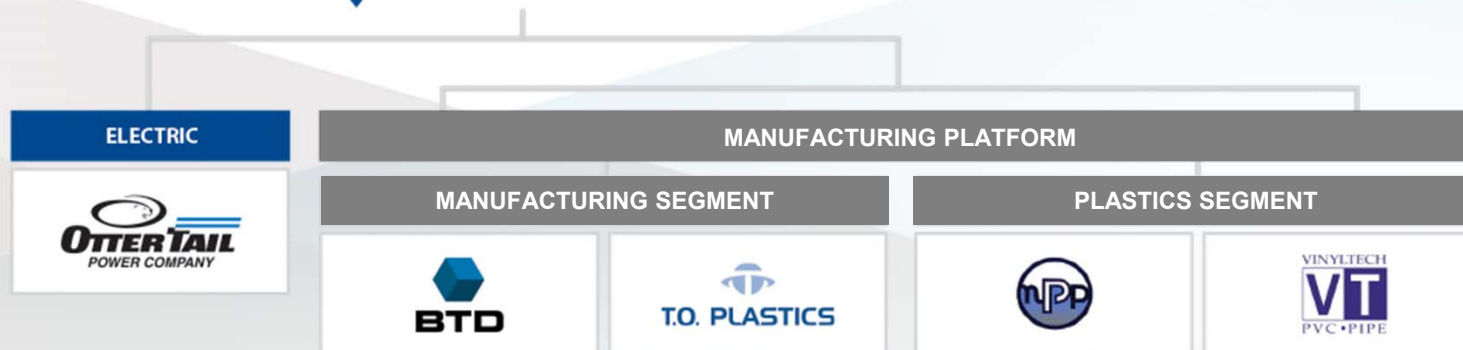 ELECTRIC
MANUFACTURING PLATFORM
MANUFACTURING SEGMENT
PLASTICS SEGMENT
OTTER TAIL
POWER COMPANY
BTD
T.O. PLASTICS
npp
VINYLTECH
VT
PVC•PIPE